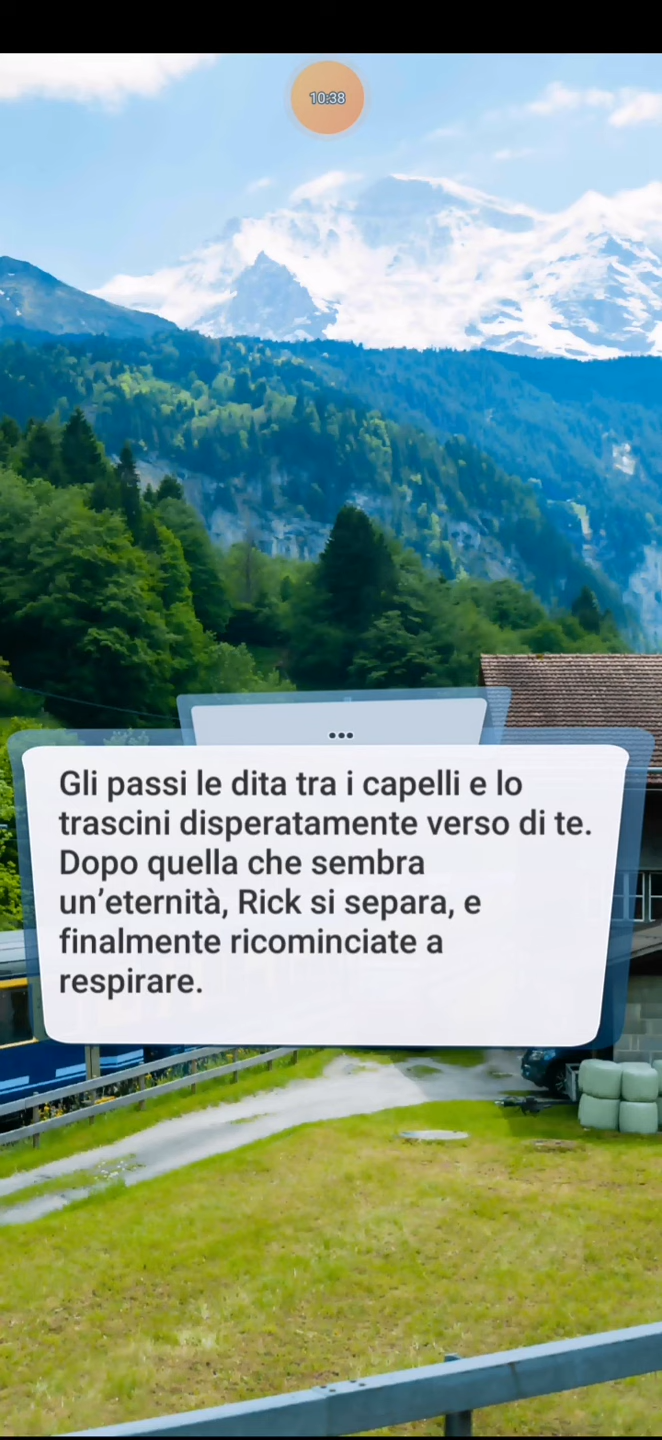 10:38
•••
Gli passi le dita tra i capelli e lo
trascini disperatamente verso di te.
Dopo quella che sembra
un’eternità, Rick si separa, e
finalmente ricominciate a
respirare.